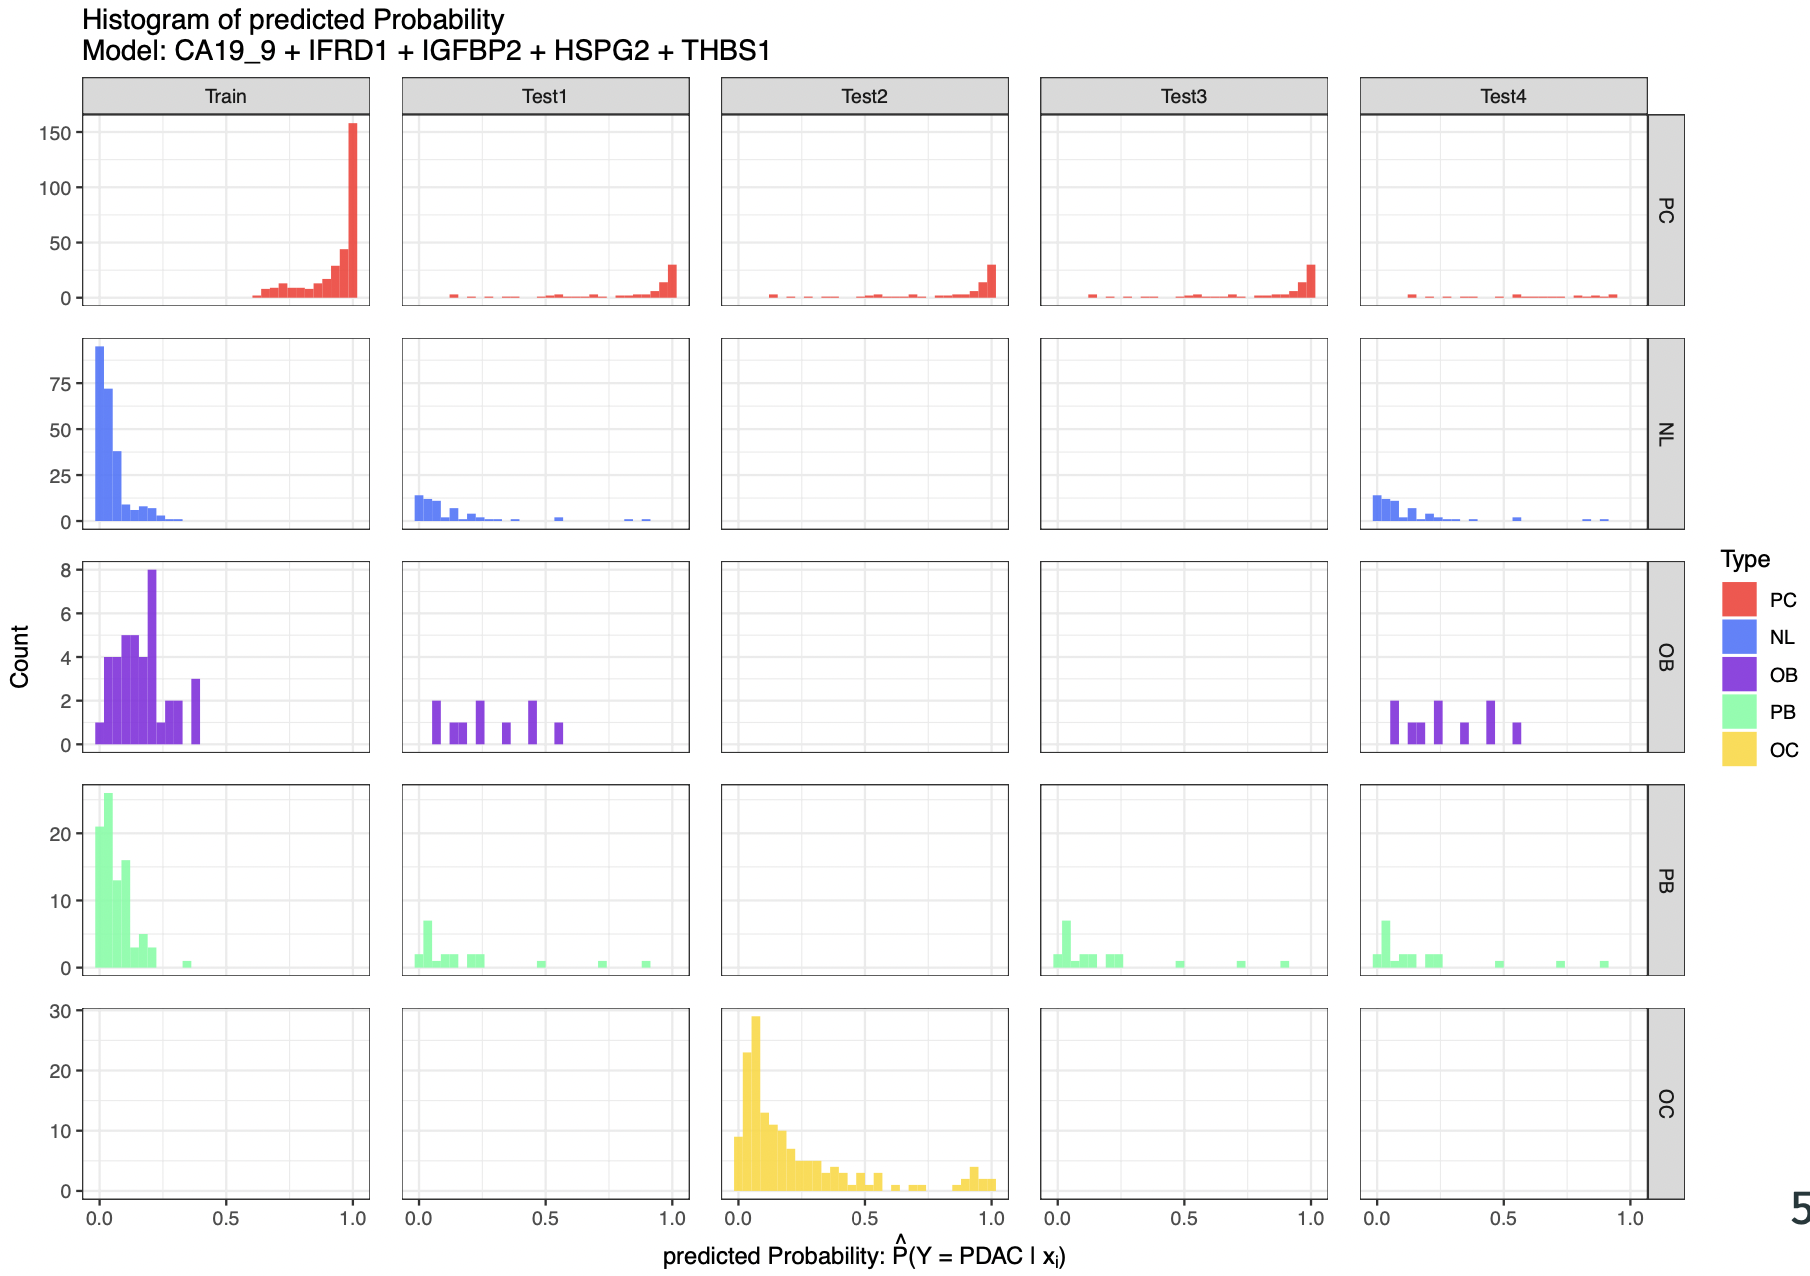 Histogram of predicted Probability
Model: CA19_9 + IFRD1 + IGFBP2 + HSPG2 + THBS1
Train Test1 Test2 Test3 Test4
150
100
50
0
PC
75
50
25
0
NL
8
6
4
2
0
OB
20
10
0
PB
30
20
10
0
OC
Count
0.0 0.5 1.0 0.0 0.5 1.0 0.0 0.5 1.0 0.0 0.5 1.0 0.0 0.5 1.0
predicted Probability: P̂(Y = PDAC | xᵢ)
Type
PC
NL
OB
PB
OC
5